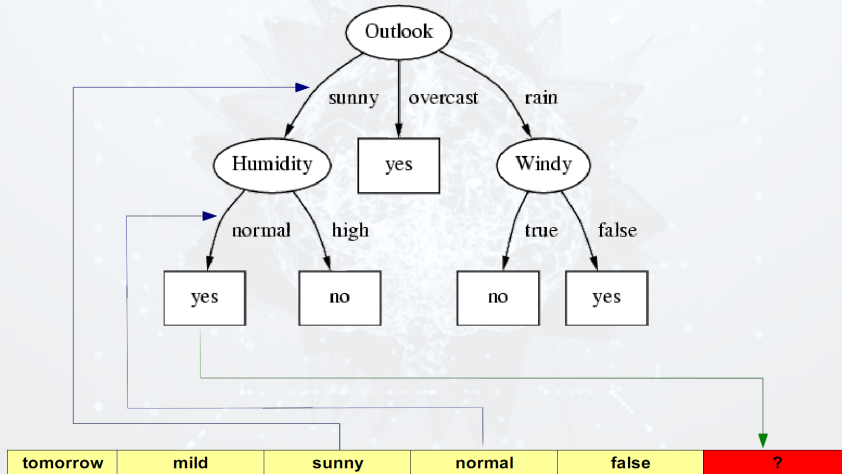 Outlook
sunny overcast rain
Humidity yes Windy
normal high true false
yes no no yes
tomorrow mild sunny normal false ?